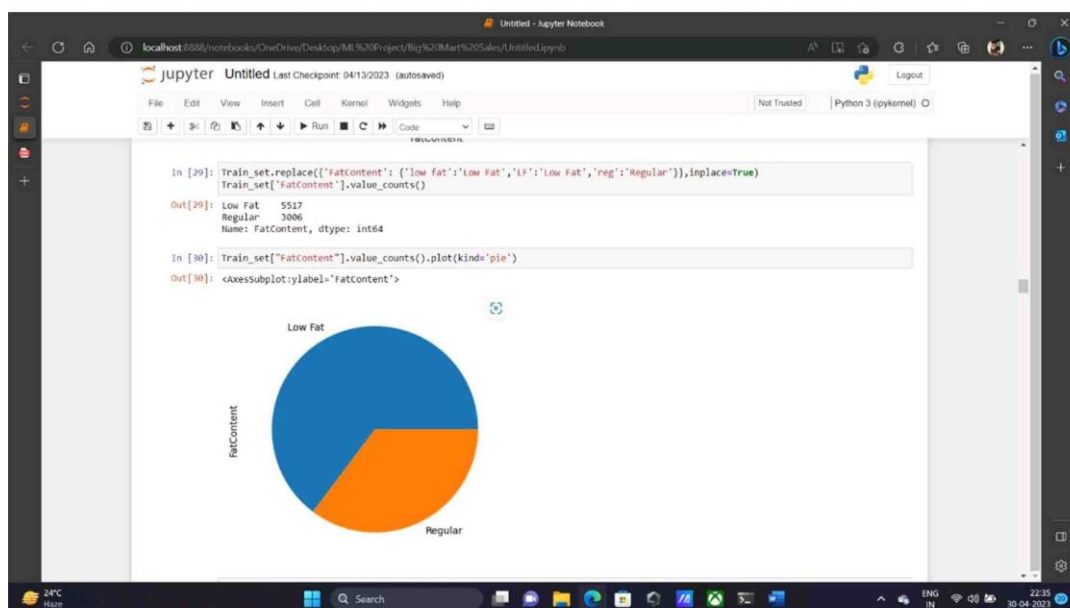 Untitled - Jupyter Notebook
localhost:8888/notebooks/OneDrive/Desktop/ML%20Project/Big%20Mart%20Sales/Untitled.ipynb
jupyter Untitled Last Checkpoint: 04/13/2023 (autosaved)
Logout
File Edit View Insert Cell Kernel Widgets Help
Not Trusted
Python 3 (ipykernel)
Run
Code
FatContent
In [29]: Train_set.replace({'FatContent': {'low fat':'Low Fat','LF':'Low Fat','reg':'Regular'}},inplace=True)
Train_set['FatContent'].value_counts()
Out[29]: Low Fat 5517
Regular 3006
Name: FatContent, dtype: int64
In [30]: Train_set["FatContent"].value_counts().plot(kind='pie')
Out[30]: <AxesSubplot:ylabel='FatContent'>
Low Fat
FatContent
Regular
24°C
Haze
Search
ENG
IN
22:35
30-04-2023